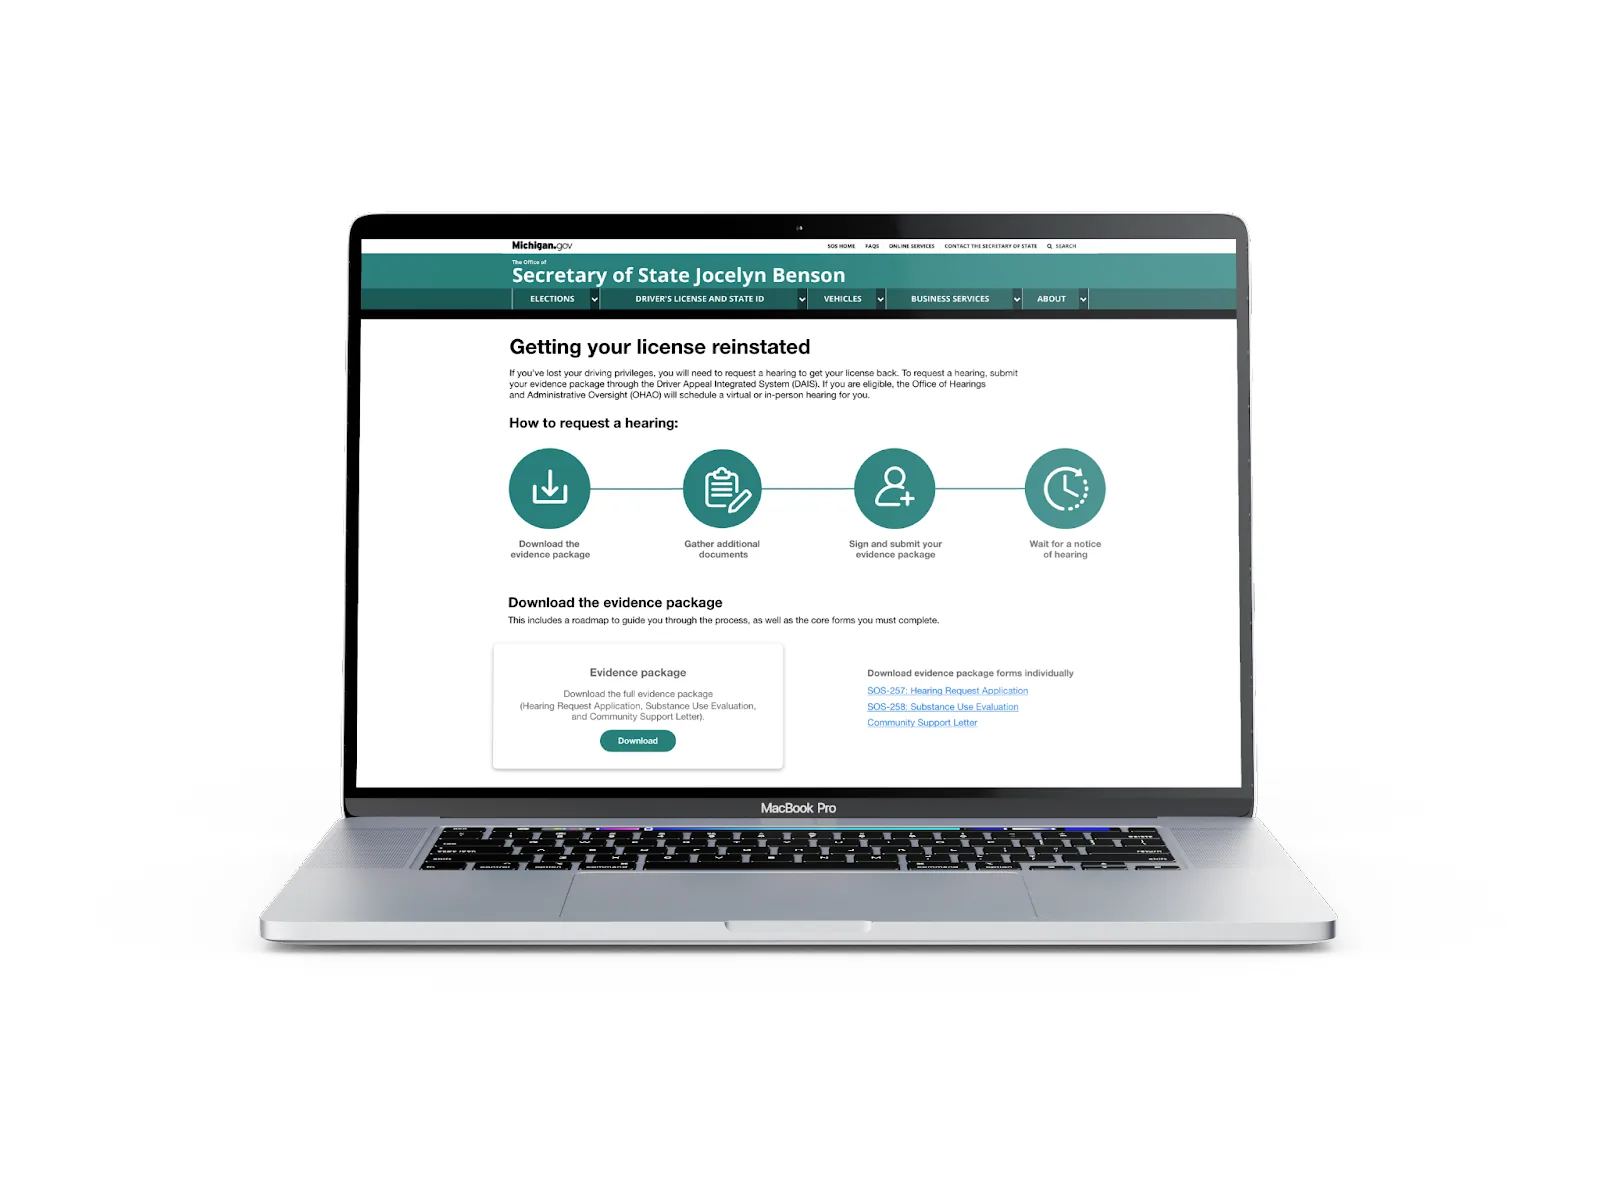 Michigan.gov
SOS HOME FAQS ONLINE SERVICES CONTACT THE SECRETARY OF STATE SEARCH
The Office of
Secretary of State Jocelyn Benson
ELECTIONS DRIVER'S LICENSE AND STATE ID VEHICLES BUSINESS SERVICES ABOUT
Getting your license reinstated
If you've lost your driving privileges, you will need to request a hearing to get your license back. To request a hearing, submit
your evidence package through the Driver Appeal Integrated System (DAIS). If you are eligible, the Office of Hearings
and Administrative Oversight (OHAO) will schedule a virtual or in-person hearing for you.
How to request a hearing:
Download the
evidence package
Gather additional
documents
Sign and submit your
evidence package
Wait for a notice
of hearing
Download the evidence package
This includes a roadmap to guide you through the process, as well as the core forms you must complete.
Evidence package
Download the full evidence package
(Hearing Request Application, Substance Use Evaluation,
and Community Support Letter).
Download
Download evidence package forms individually
SOS-257: Hearing Request Application
SOS-258: Substance Use Evaluation
Community Support Letter
MacBook Pro